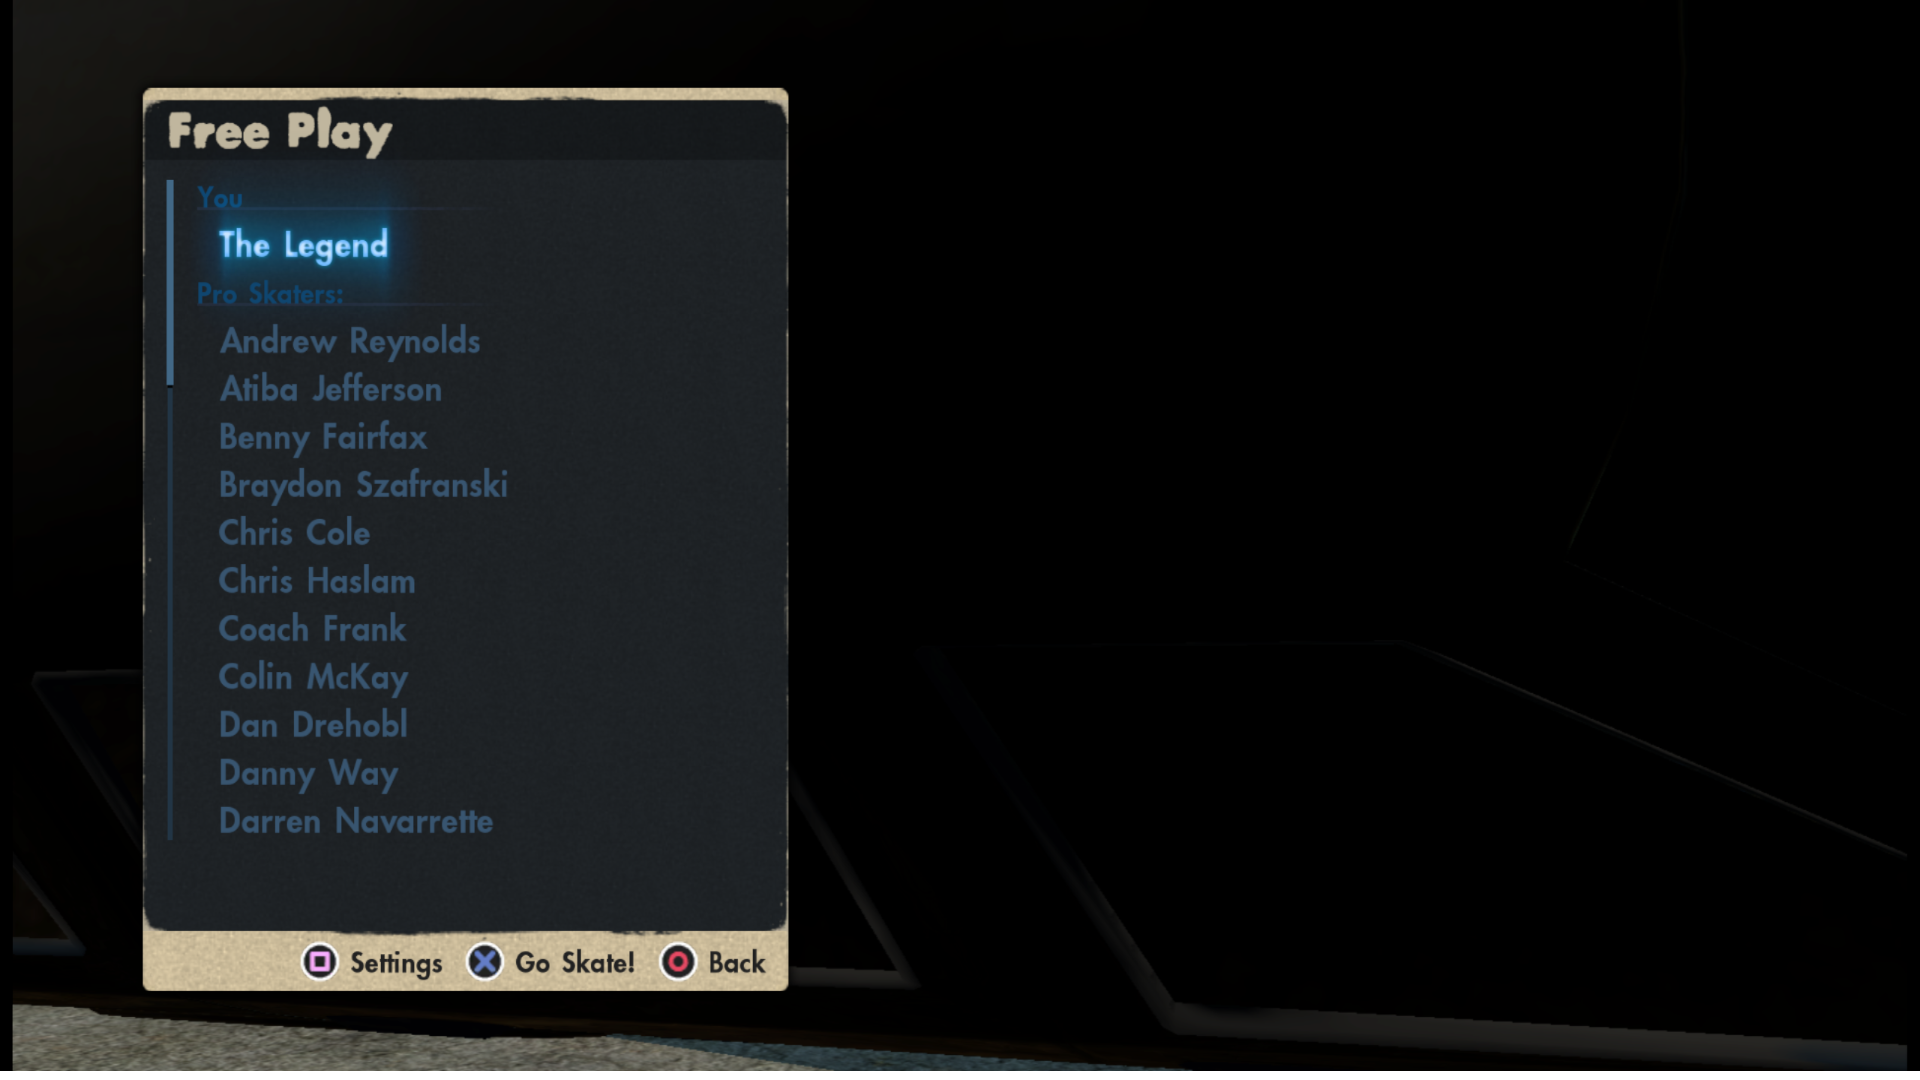 Free Play
You
The Legend
Pro Skaters:
Andrew Reynolds
Atiba Jefferson
Benny Fairfax
Braydon Szafranski
Chris Cole
Chris Haslam
Coach Frank
Colin McKay
Dan Drehobl
Danny Way
Darren Navarrette
Settings Go Skate! Back